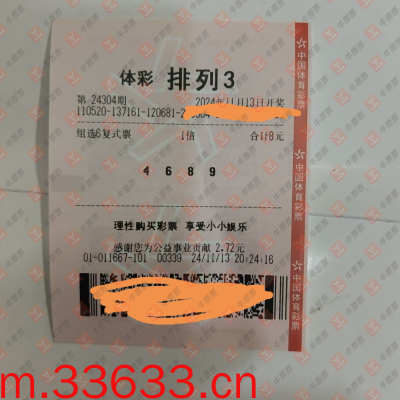 体彩 排列3
第 24304期 2024年11月13日开奖
110520-137161-120681-2
组选6复式票 1倍 合计8元
4 6 8 9
理性购买彩票 享受小小娱乐
感谢您为公益事业贡献 2.72元
01-011667-101 00339 24/11/13 20:24:16
中国体育彩票
中国体育彩票
中国体育彩票
m.33633.cn